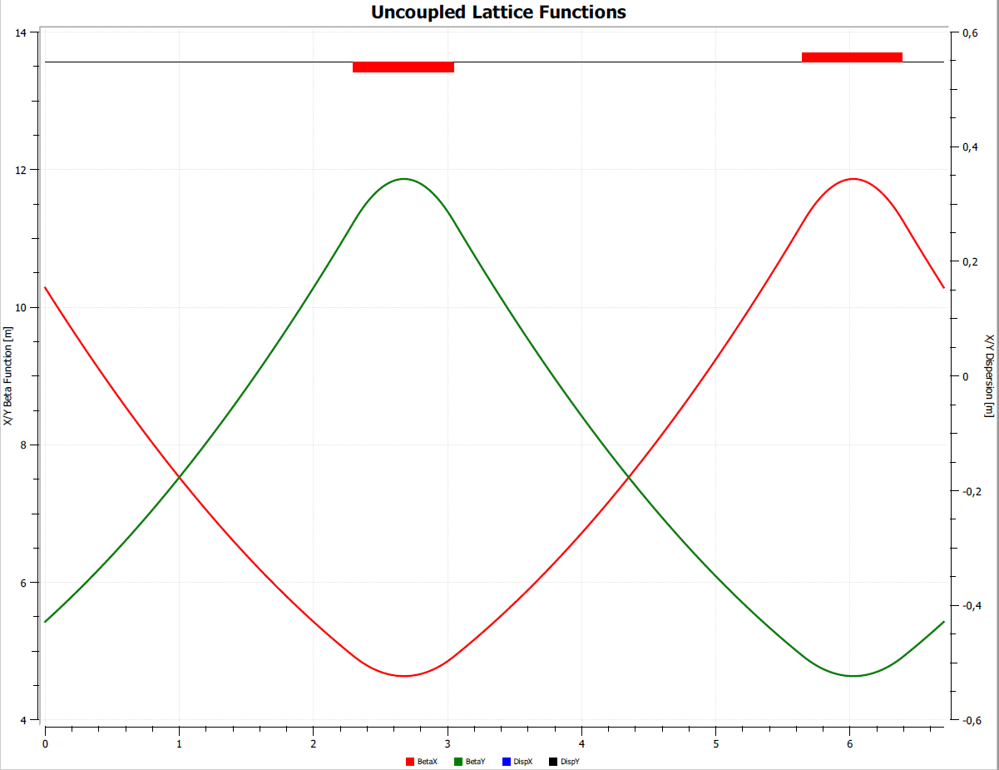 Uncoupled Lattice Functions
14
12
10
8
6
4
X/Y Beta Function [m]
0,6
0,4
0,2
0
-0,2
-0,4
-0,6
X/Y Dispersion [m]
0 1 2 3 4 5 6
BetaX BetaY DispX DispY